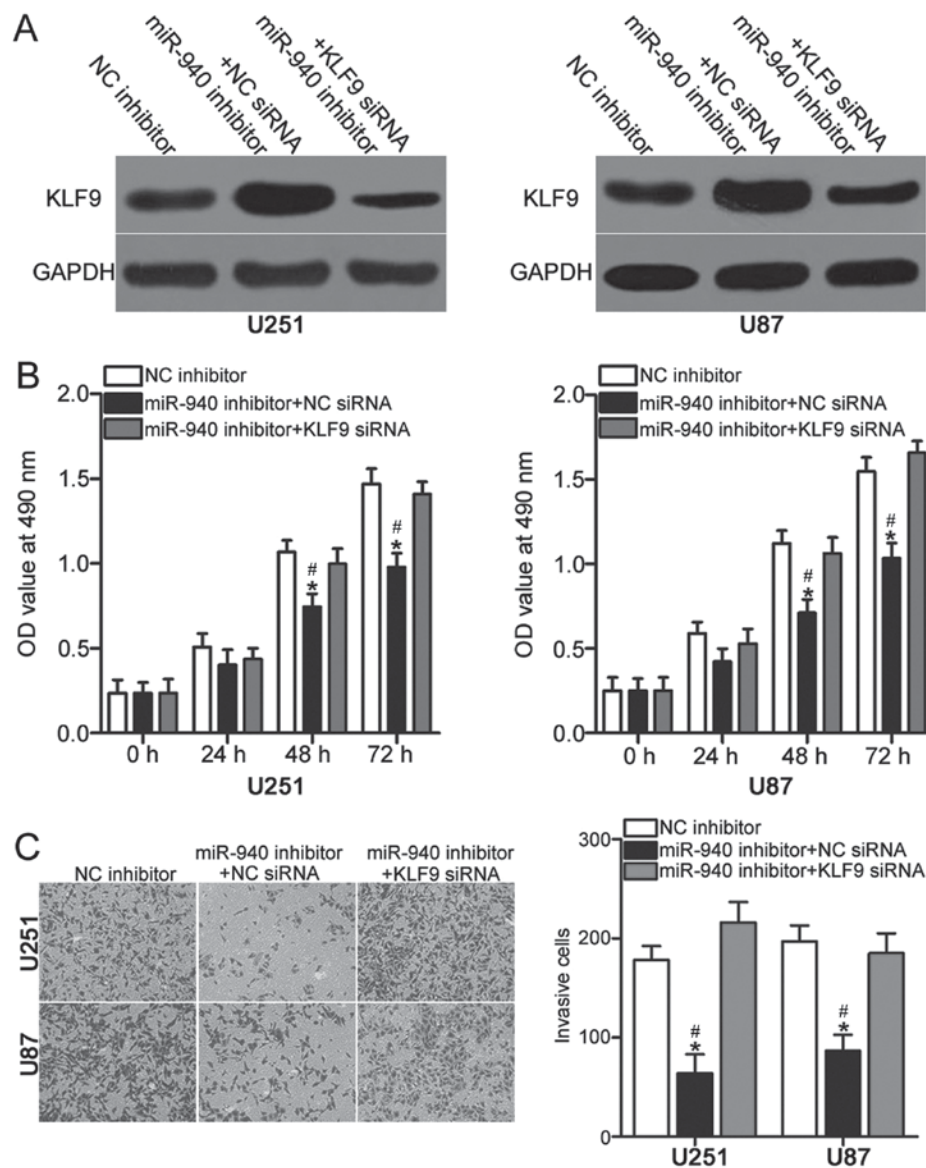 A
NC inhibitor
miR-940 inhibitor
+NC siRNA
miR-940 inhibitor
+KLF9 siRNA
KLF9
GAPDH
U251
NC inhibitor
miR-940 inhibitor
+NC siRNA
miR-940 inhibitor
+KLF9 siRNA
KLF9
GAPDH
U87
B
NC inhibitor
miR-940 inhibitor+NC siRNA
miR-940 inhibitor+KLF9 siRNA
OD value at 490 nm
2.0
1.5
1.0
0.5
0.0
# * # *
0 h 24 h 48 h 72 h
U251
NC inhibitor
miR-940 inhibitor+NC siRNA
miR-940 inhibitor+KLF9 siRNA
OD value at 490 nm
2.0
1.5
1.0
0.5
0.0
# * # *
0 h 24 h 48 h 72 h
U87
C
NC inhibitor
miR-940 inhibitor
+NC siRNA
miR-940 inhibitor
+KLF9 siRNA
U251
U87
NC inhibitor
miR-940 inhibitor+NC siRNA
miR-940 inhibitor+KLF9 siRNA
Invasive cells
300
200
100
0
# * # *
U251 U87